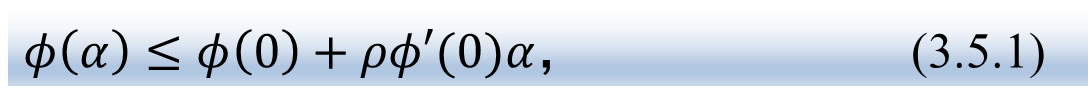 ϕ(α) ≤ ϕ(0) + ρϕ′(0)α, (3.5.1)